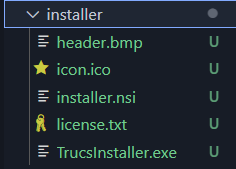 installer
header.bmp U
icon.ico U
installer.nsi U
license.txt U
TrucsInstaller.exe U